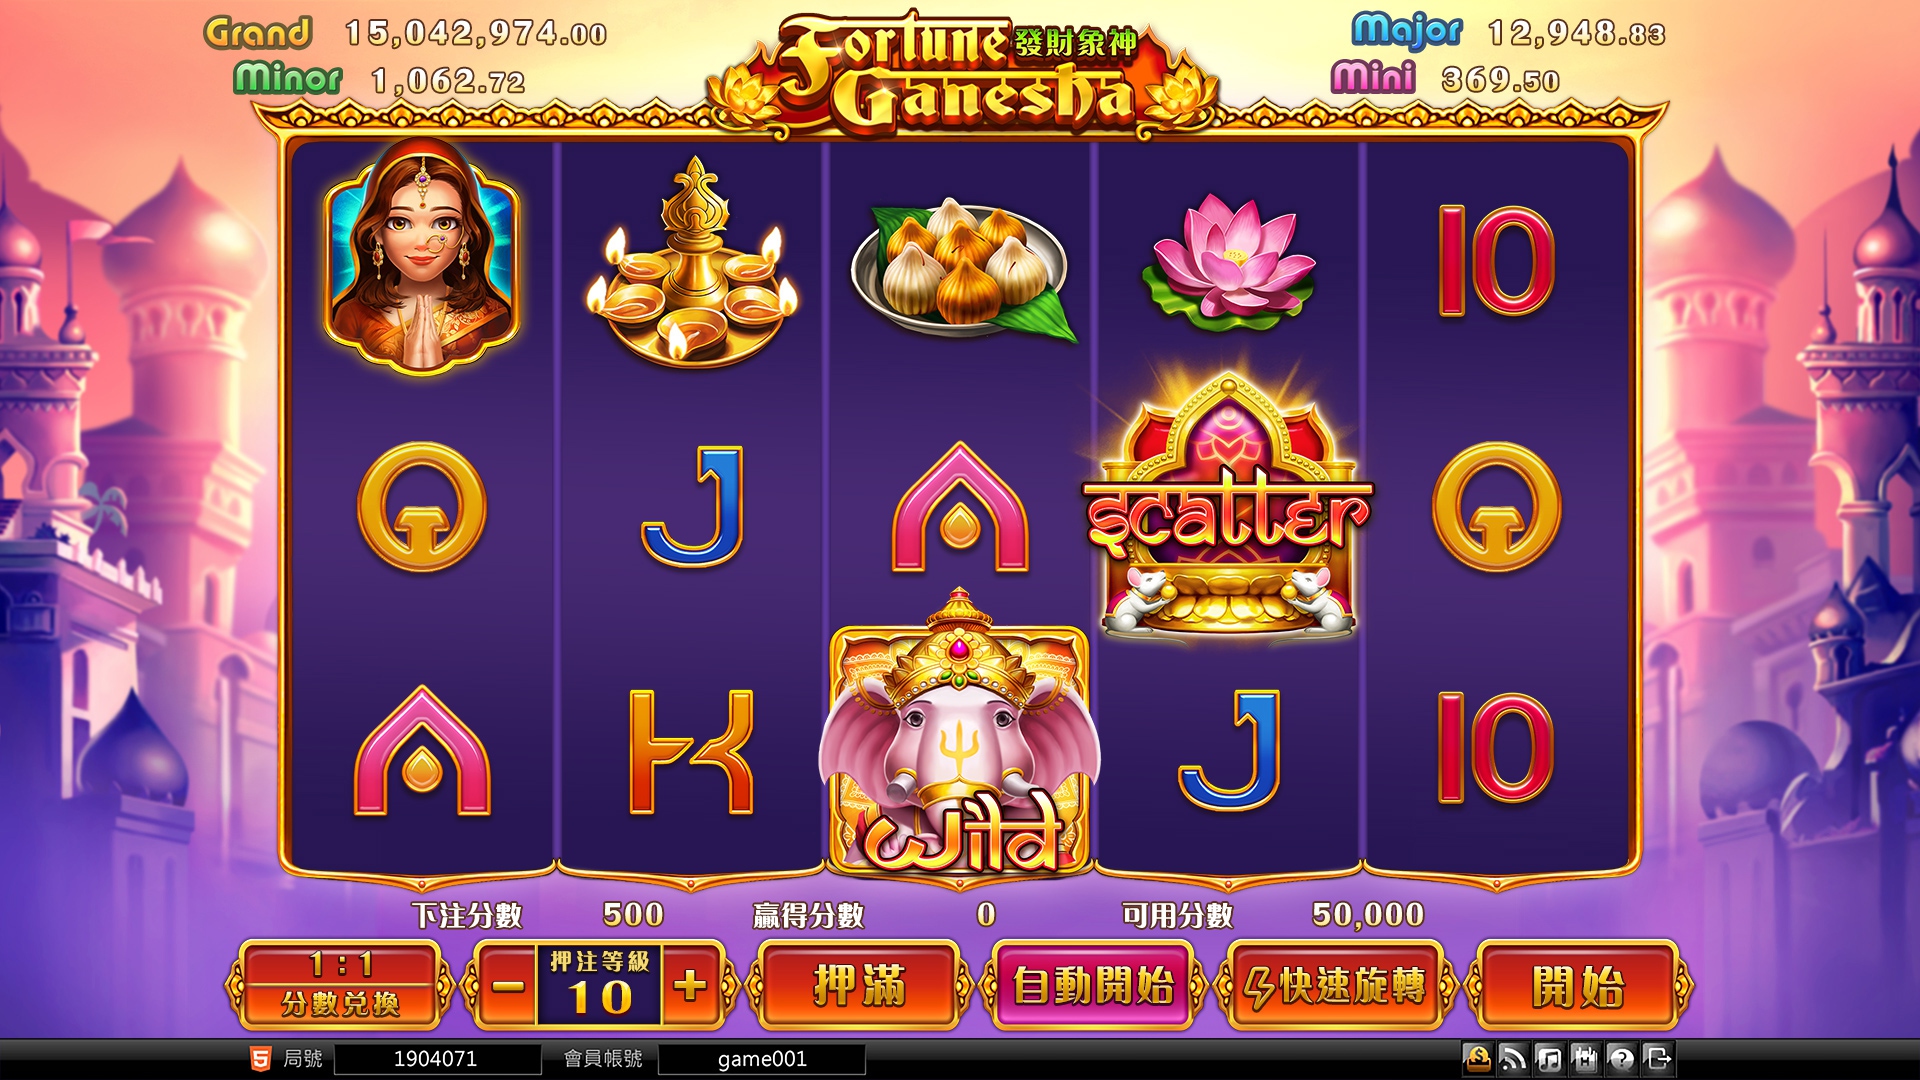 Grand 15,042,974.00
Minor 1,062.72
Fortune 發財象神
Ganesha
Major 12,948.83
Mini 369.50
10
Q J A Scatter Q
A K Wild J 10
下注分數 500 贏得分數 0 可用分數 50,000
1:1
分數兌換
−
押注等級
10
+
押滿
自動開始
快速旋轉
開始
5 局號 1904071 會員帳號 game001